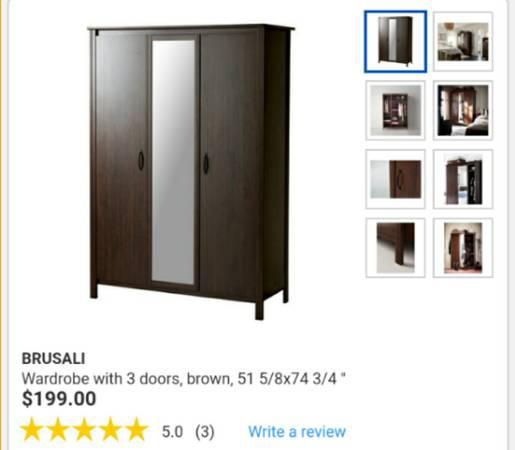 BRUSALI
Wardrobe with 3 doors, brown, 51 5/8x74 3/4 "
$199.00
5.0 (3) Write a review